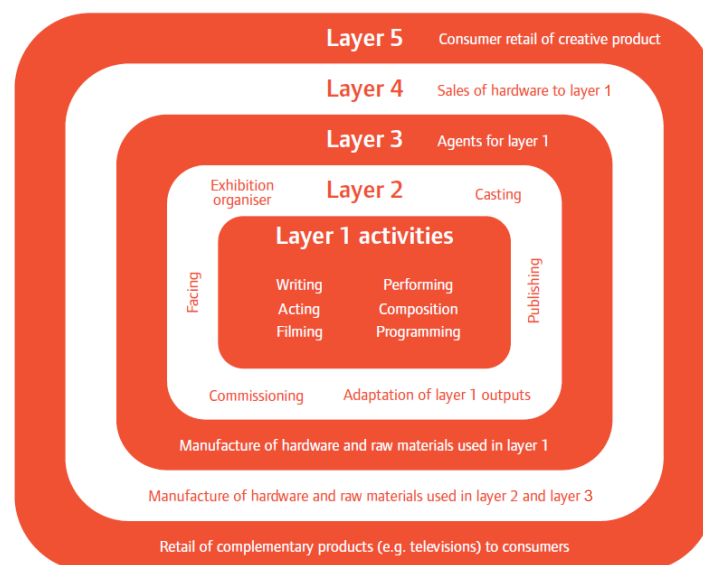 Layer 5 Consumer retail of creative product
Layer 4 Sales of hardware to layer 1
Layer 3 Agents for layer 1
Exhibition
organiser
Layer 2
Casting
Layer 1 activities
Facing
Publishing
Writing Performing
Acting Composition
Filming Programming
Commissioning Adaptation of layer 1 outputs
Manufacture of hardware and raw materials used in layer 1
Manufacture of hardware and raw materials used in layer 2 and layer 3
Retail of complementary products (e.g. televisions) to consumers